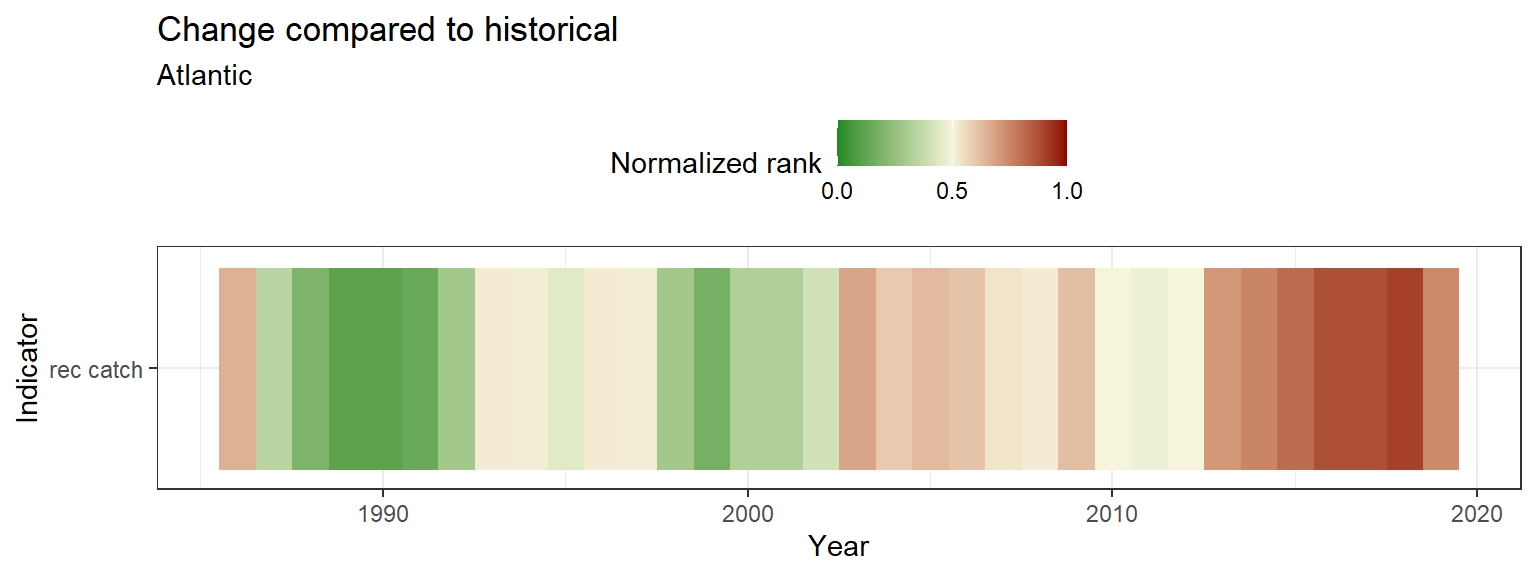 Change compared to historical
Atlantic
Normalized rank
0.0 0.5 1.0
Indicator
rec catch
1990 2000 2010 2020
Year